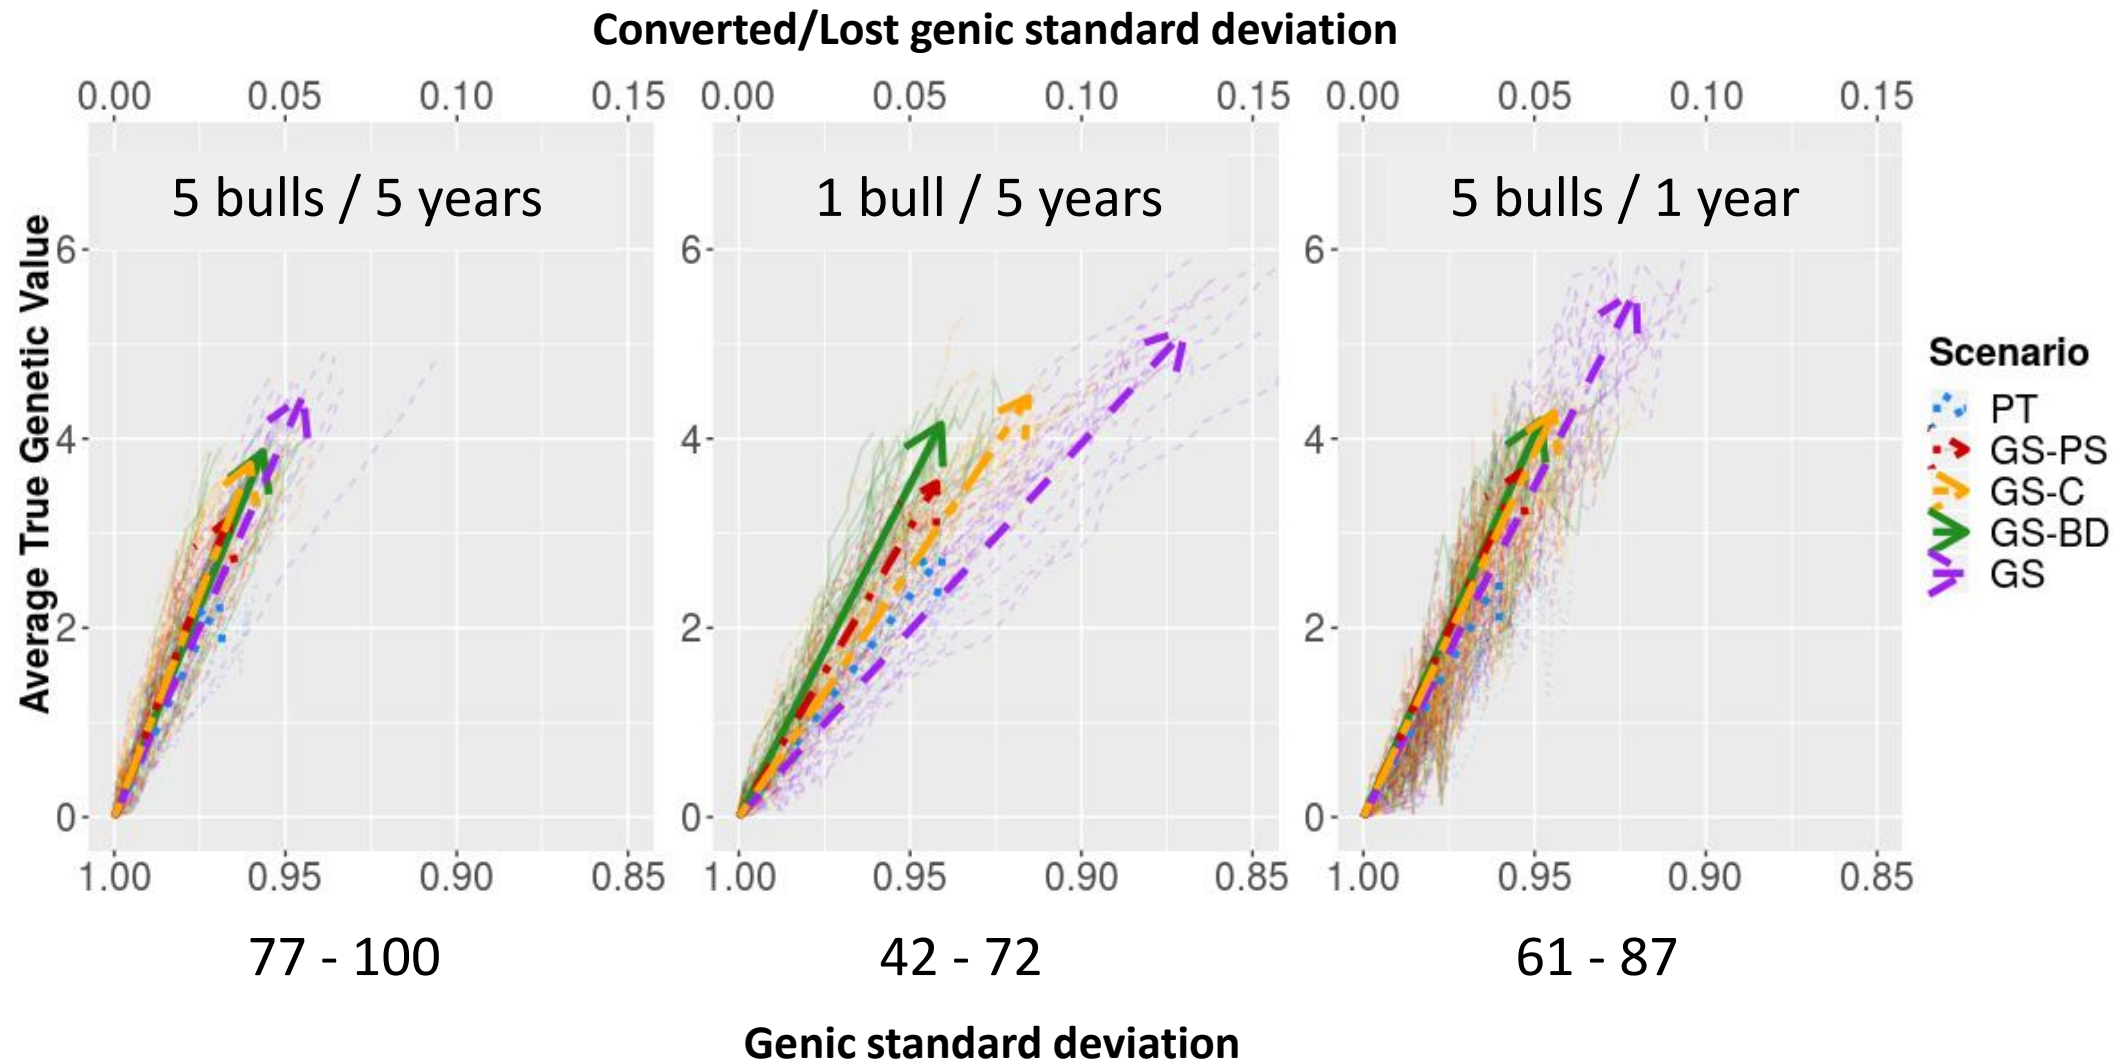 Converted/Lost genic standard deviation
0.00 0.05 0.10 0.15 0.00 0.05 0.10 0.15 0.00 0.05 0.10 0.15
5 bulls / 5 years 1 bull / 5 years 5 bulls / 1 year
Average True Genetic Value
6 6 6
4 4 4
2 2 2
0 0 0
1.00 0.95 0.90 0.85 1.00 0.95 0.90 0.85 1.00 0.95 0.90 0.85
77 - 100 42 - 72 61 - 87
Genic standard deviation
Scenario
PT
GS-PS
GS-C
GS-BD
GS